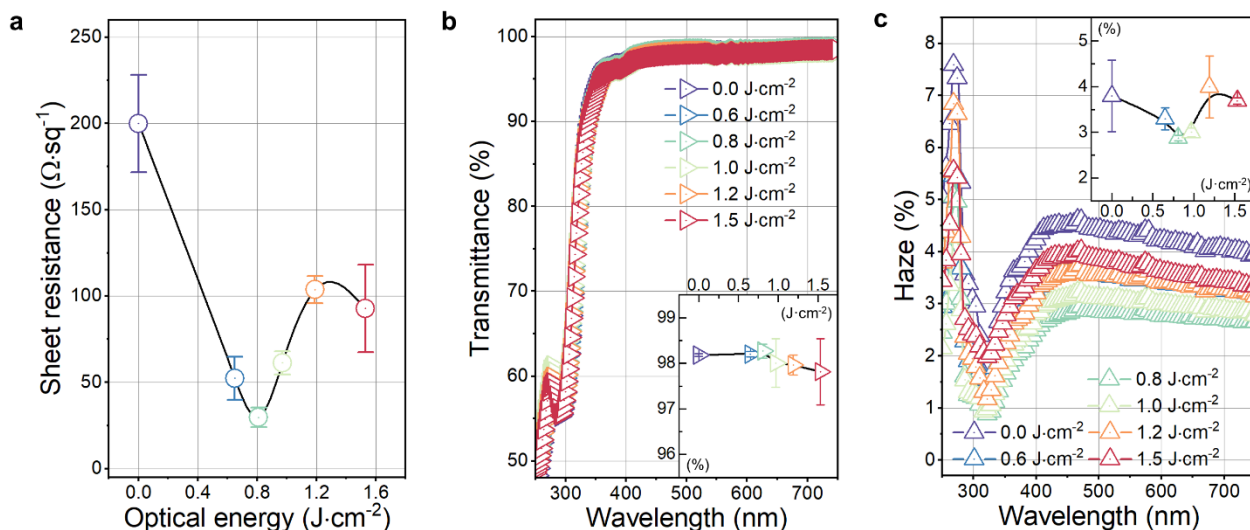 a
Sheet resistance (Ω·sq⁻¹)
250
200
150
100
50
0
0.0 0.4 0.8 1.2 1.6
Optical energy (J·cm⁻²)
b
Transmittance (%)
100
90
80
70
60
50
0.0 J·cm⁻²
0.6 J·cm⁻²
0.8 J·cm⁻²
1.0 J·cm⁻²
1.2 J·cm⁻²
1.5 J·cm⁻²
0.0 0.5 1.0 1.5
(J·cm⁻²)
99
98
97
96
(%)
300 400 500 600 700
Wavelength (nm)
c
Haze (%)
8
7
6
5
4
3
2
1
0
(%)
5
4
3
2
(J·cm⁻²)
0.0 0.5 1.0 1.5
0.8 J·cm⁻²
1.0 J·cm⁻²
0.0 J·cm⁻² 1.2 J·cm⁻²
0.6 J·cm⁻² 1.5 J·cm⁻²
300 400 500 600 700
Wavelength (nm)